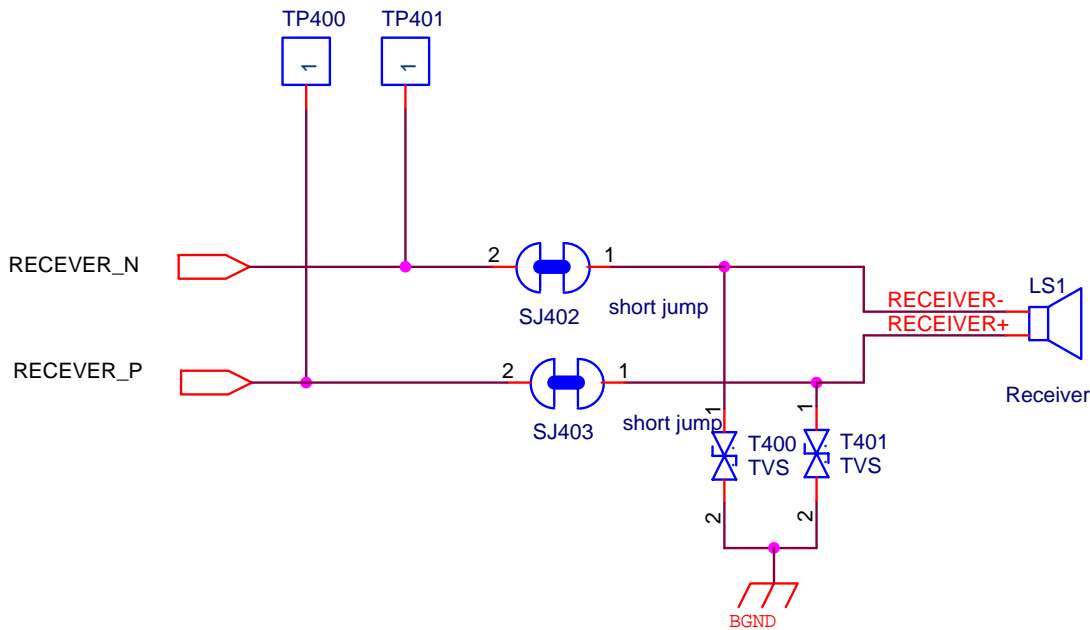 TP400
TP401
1
1
RECEVER_N
2
1
SJ402
short jump
RECEIVER-
RECEIVER+
LS1
Receiver
RECEVER_P
2
1
SJ403
short jump
1
T400
TVS
2
1
T401
TVS
2
BGND